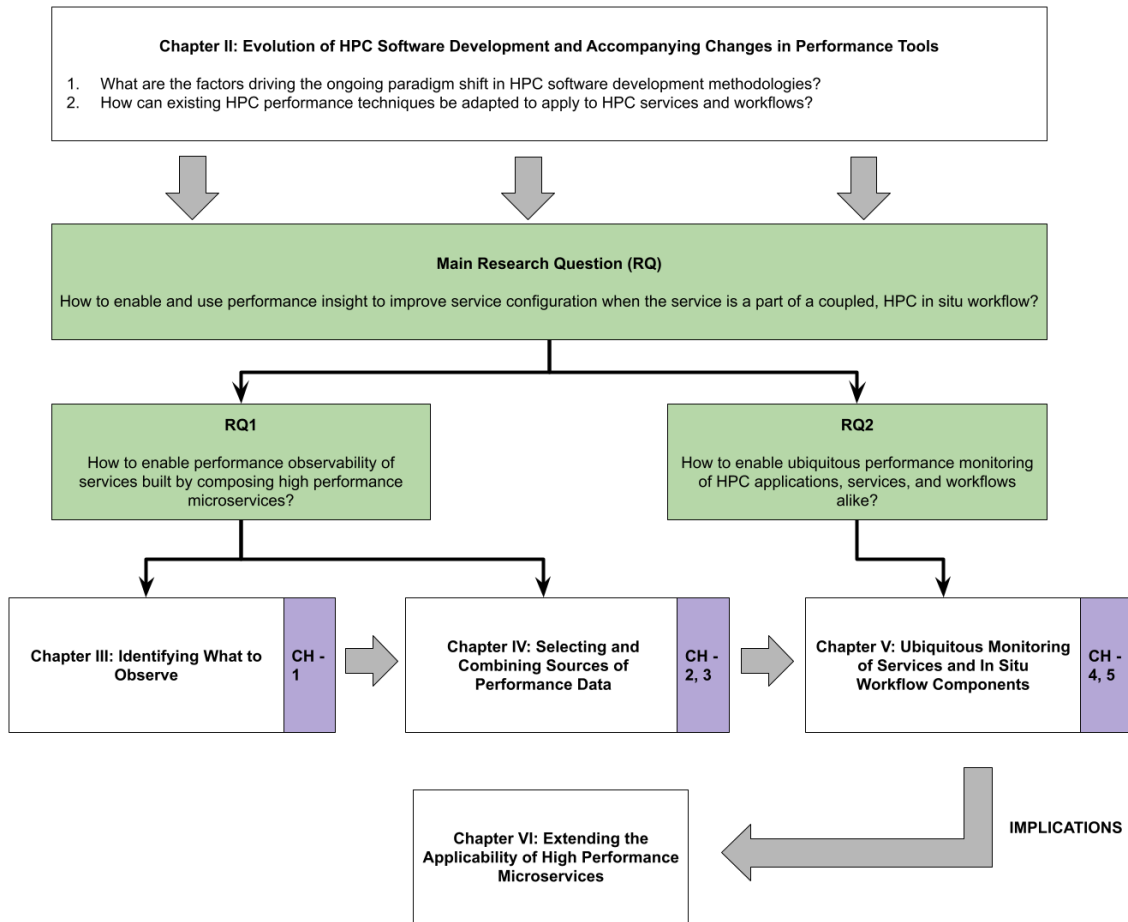 Chapter II: Evolution of HPC Software Development and Accompanying Changes in Performance Tools
1. What are the factors driving the ongoing paradigm shift in HPC software development methodologies?
2. How can existing HPC performance techniques be adapted to apply to HPC services and workflows?
Main Research Question (RQ)
How to enable and use performance insight to improve service configuration when the service is a part of a coupled, HPC in situ workflow?
RQ1
How to enable performance observability of
services built by composing high performance
microservices?
RQ2
How to enable ubiquitous performance monitoring
of HPC applications, services, and workflows
alike?
Chapter III: Identifying What to
Observe
CH -
1
Chapter IV: Selecting and
Combining Sources of
Performance Data
CH -
2, 3
Chapter V: Ubiquitous Monitoring
of Services and In Situ
Workflow Components
CH -
4, 5
IMPLICATIONS
Chapter VI: Extending the
Applicability of High Performance
Microservices